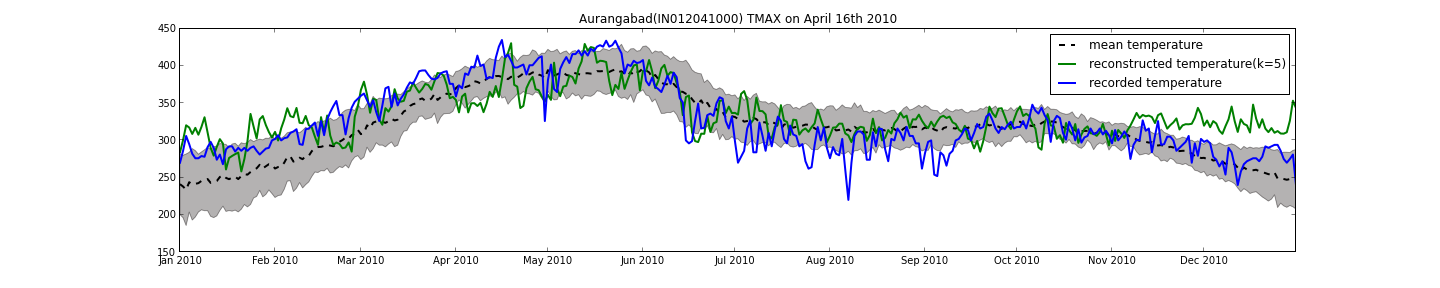 Aurangabad(IN012041000) TMAX on April 16th 2010
450
400
350
300
250
200
150
mean temperature
reconstructed temperature(k=5)
recorded temperature
Jan 2010 Feb 2010 Mar 2010 Apr 2010 May 2010 Jun 2010 Jul 2010 Aug 2010 Sep 2010 Oct 2010 Nov 2010 Dec 2010